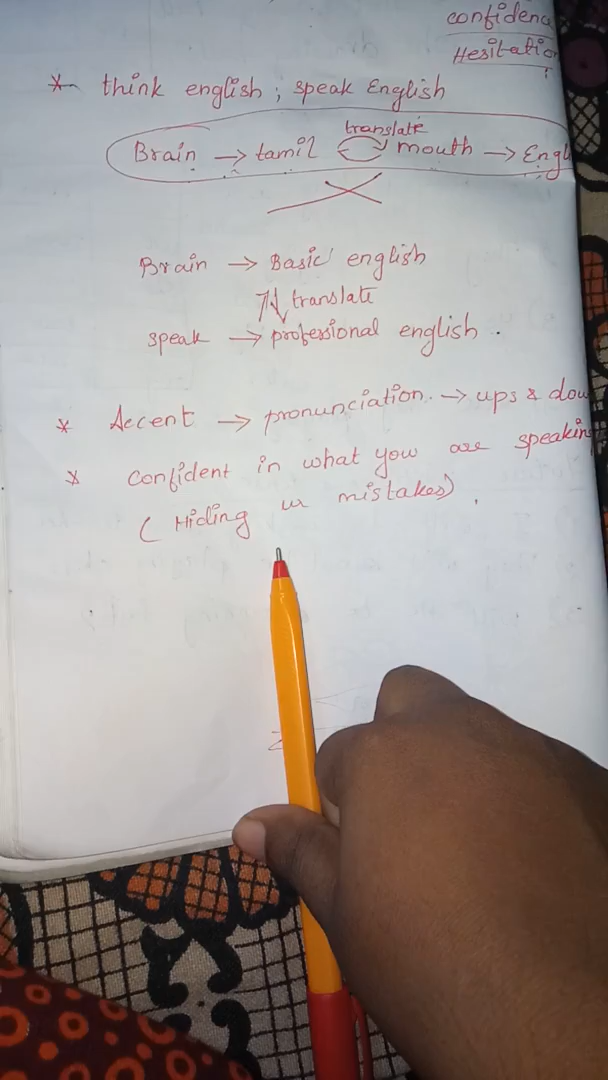 confidenc
Hesitation
* think english ; speak English
translate
Brain → tamil mouth → Engl
Brain → Basic english
translate
speak → professional english .
* Accent → pronunciation. → ups & dow
* confident in what you are speakin
( Hiding ur mistakes) .